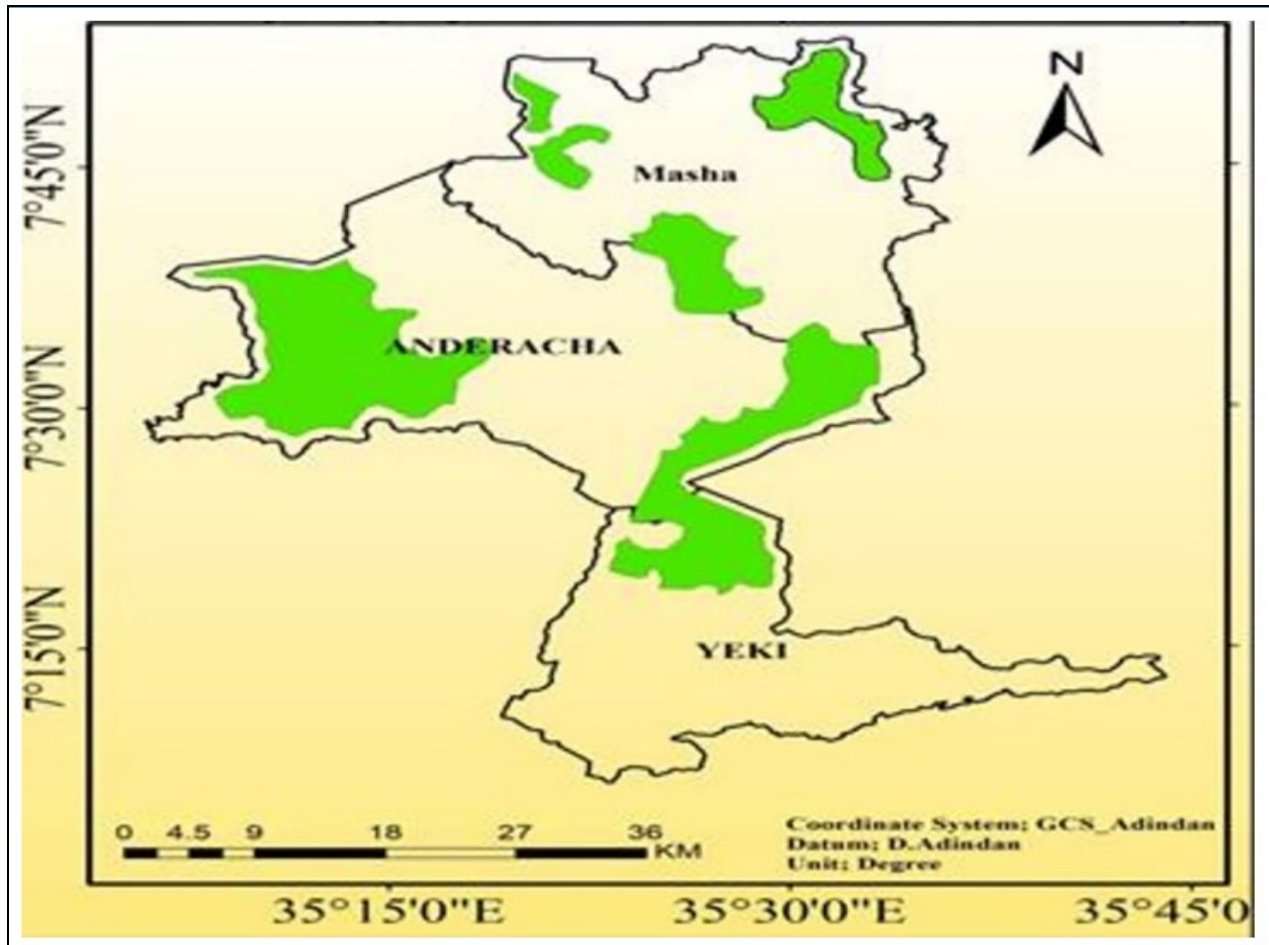 N
7°45'0"N
Masha
ANDERACHA
7°30'0"N
7°15'0"N
YEKI
0 4.5 9 18 27 36 KM
Coordinate System; GCS_Adindan
Datum; D.Adindan
Unit; Degree
35°15'0"E 35°30'0"E 35°45'0